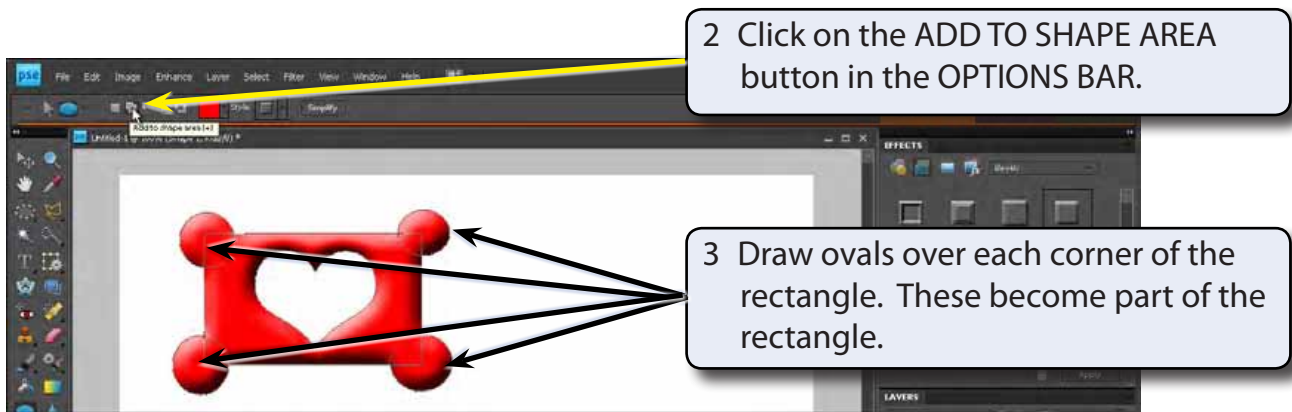 2 Click on the ADD TO SHAPE AREA
button in the OPTIONS BAR.
pse File Edit Image Enhance Layer Select Filter View Window Help
Style: Simplify
Add to shape area (+)
EFFECTS
Bevels
3 Draw ovals over each corner of the
rectangle. These become part of the
rectangle.
Apply
LAYERS